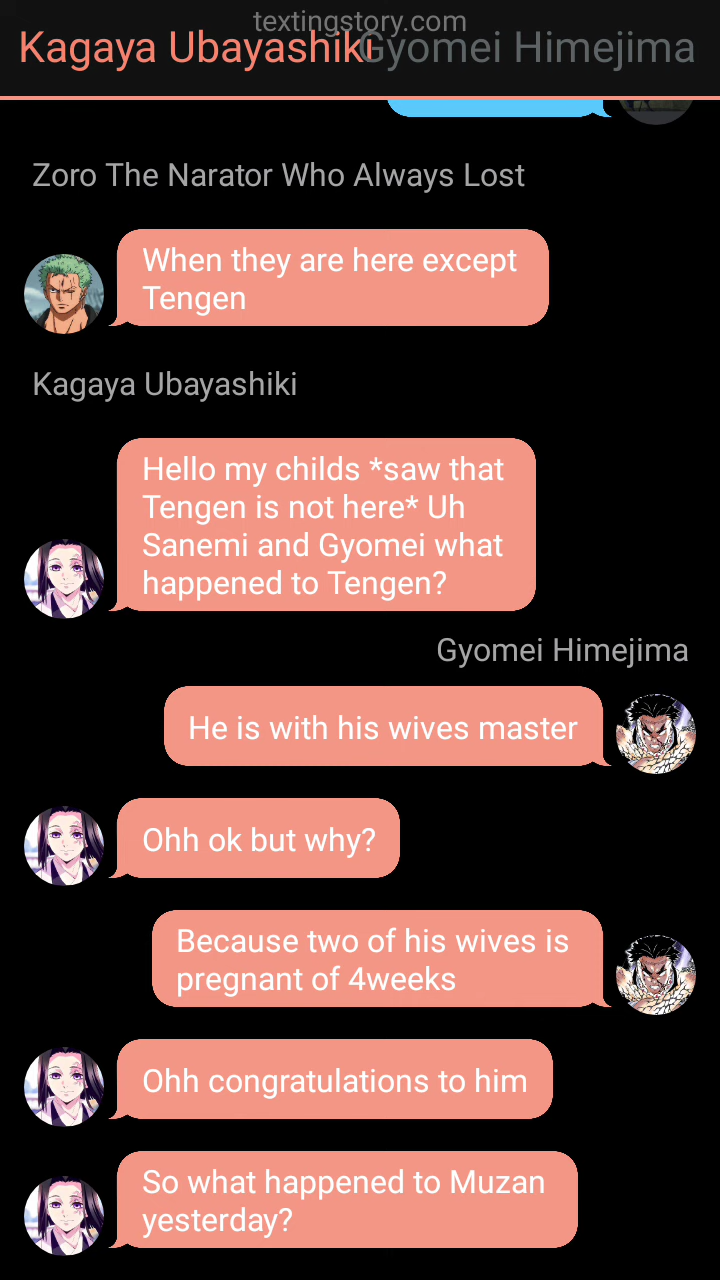 textingstory.com
Kagaya Ubayashiki
Gyomei Himejima
Zoro The Narator Who Always Lost
When they are here except
Tengen
Kagaya Ubayashiki
Hello my childs *saw that
Tengen is not here* Uh
Sanemi and Gyomei what
happened to Tengen?
Gyomei Himejima
He is with his wives master
Ohh ok but why?
Because two of his wives is
pregnant of 4weeks
Ohh congratulations to him
So what happened to Muzan
yesterday?